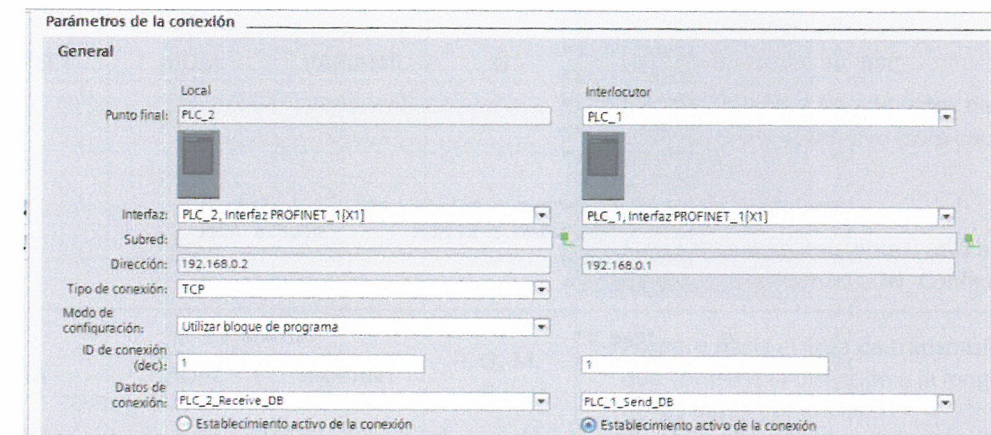 Parámetros de la conexión
General
Local Interlocutor
Punto final: PLC_2 PLC_1
Interfaz: PLC_2, Interfaz PROFINET_1[X1] PLC_1, Interfaz PROFINET_1[X1]
Subred:
Dirección: 192.168.0.2 192.168.0.1
Tipo de conexión: TCP
Modo de
configuración: Utilizar bloque de programa
ID de conexión
(dec): 1 1
Datos de
conexión: PLC_2_Receive_DB PLC_1_Send_DB
Establecimiento activo de la conexión Establecimiento activo de la conexión